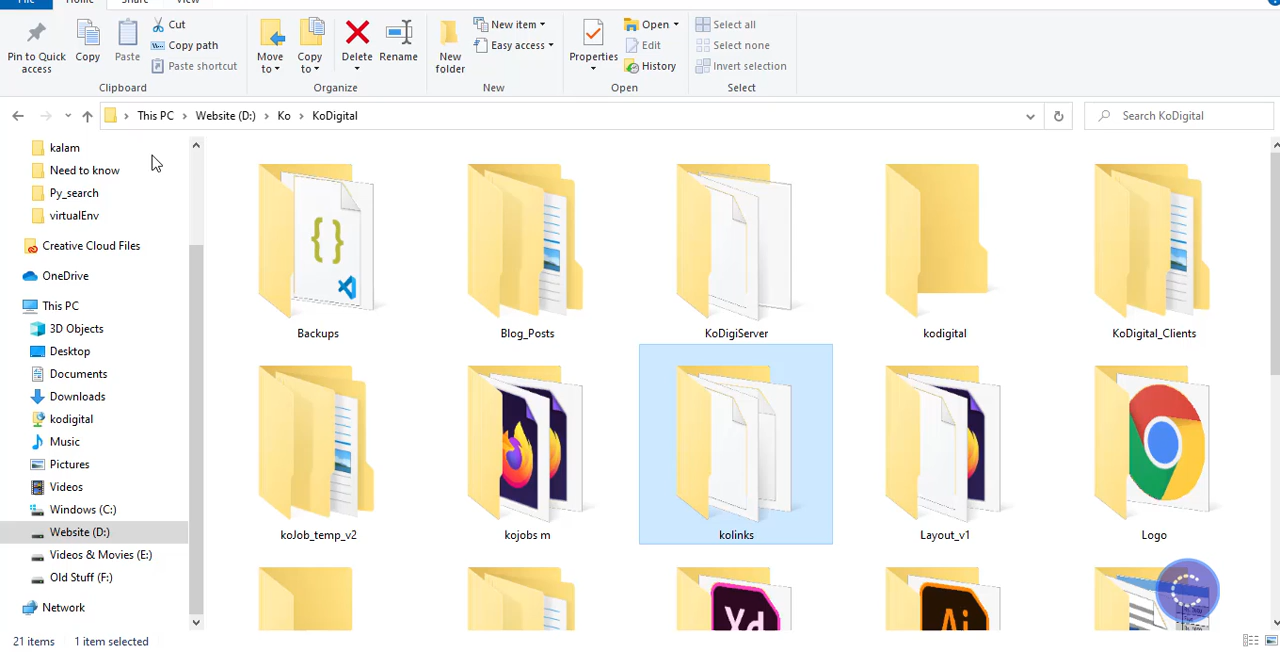 File Home Share View
Pin to Quick access
Copy
Paste
Cut
Copy path
Paste shortcut
Clipboard
Move to
Copy to
Delete
Rename
Organize
New folder
New item
Easy access
New
Properties
Open
Edit
History
Open
Select all
Select none
Invert selection
Select
This PC > Website (D:) > Ko > KoDigital
Search KoDigital
kalam
Need to know
Py_search
virtualEnv
Creative Cloud Files
OneDrive
This PC
3D Objects
Desktop
Documents
Downloads
kodigital
Music
Pictures
Videos
Windows (C:)
Website (D:)
Videos & Movies (E:)
Old Stuff (F:)
Network
Backups
Blog_Posts
KoDigiServer
kodigital
KoDigital_Clients
koJob_temp_v2
kojobs m
kolinks
Layout_v1
Logo
Xd
Ai
21 items 1 item selected